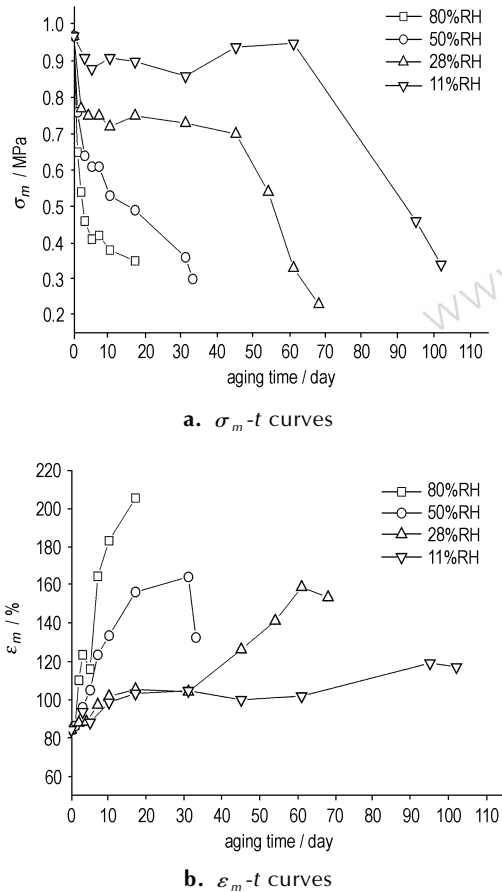 1.0
0.9
0.8
0.7
0.6
0.5
0.4
0.3
0.2
σm / MPa
80%RH
50%RH
28%RH
11%RH
0 10 20 30 40 50 60 70 80 90 100 110
aging time / day
www
a. σm-t curves
220
200
180
160
140
120
100
80
60
εm / %
80%RH
50%RH
28%RH
11%RH
0 10 20 30 40 50 60 70 80 90 100 110
aging time / day
b. εm-t curves